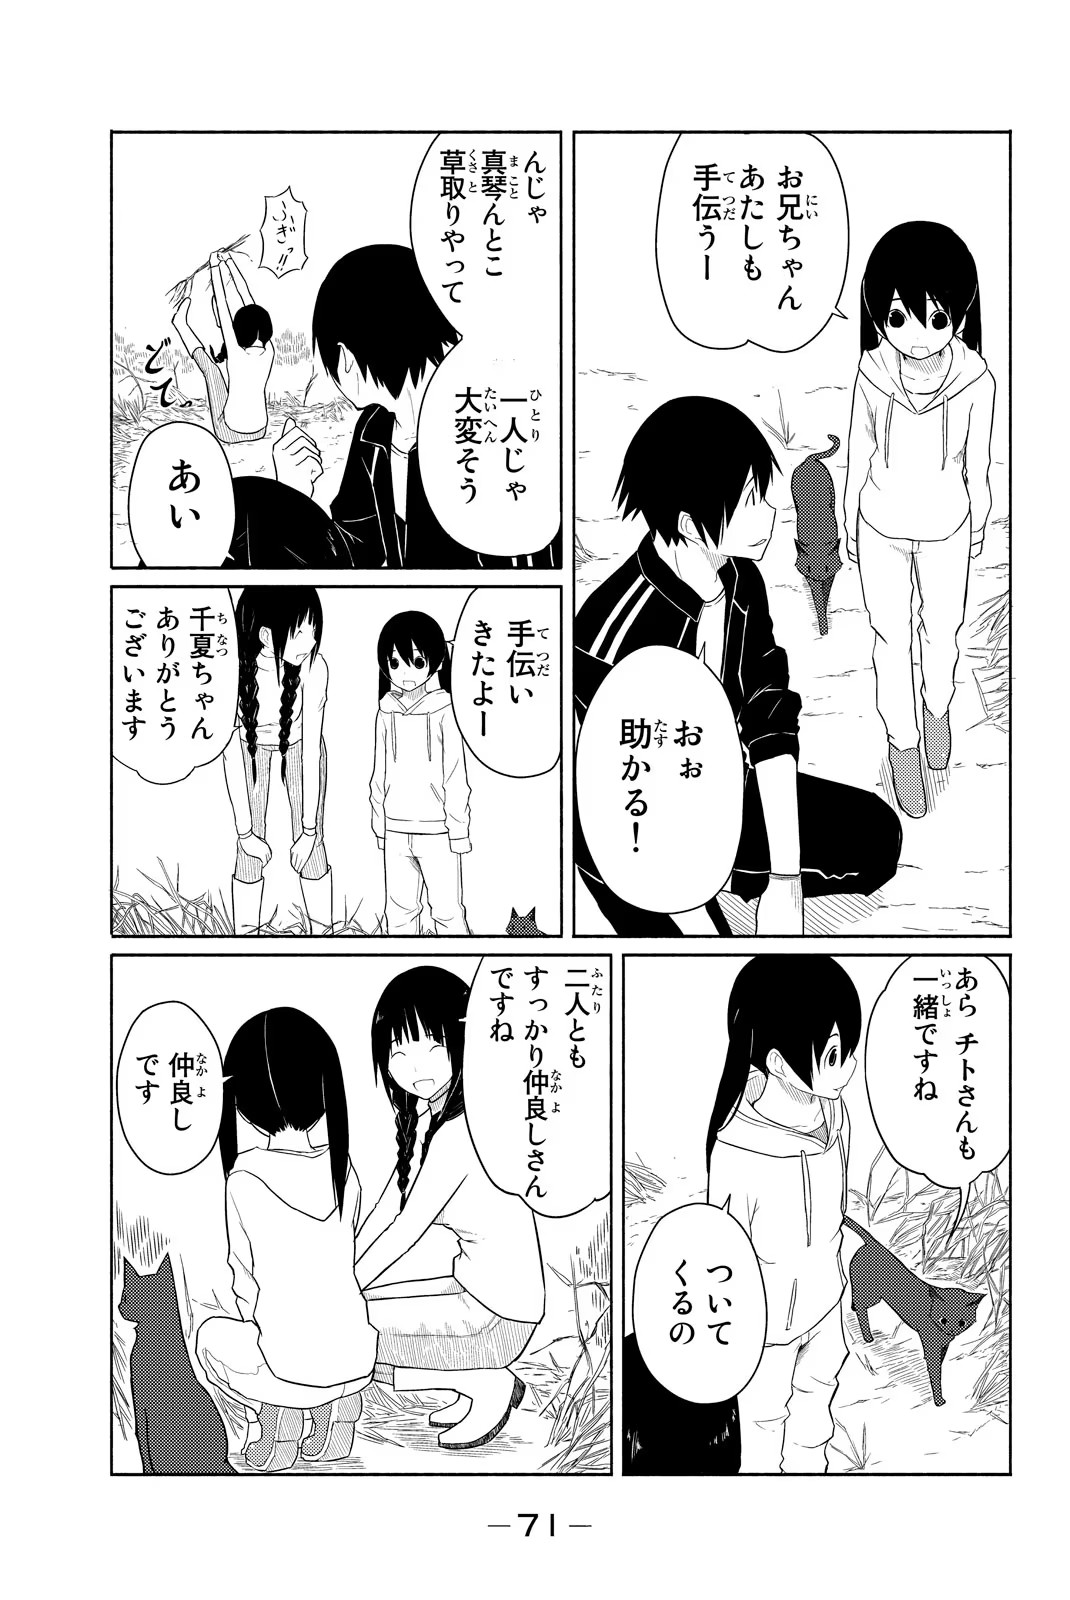 お兄ちゃん
あたしも
手伝うー
おぉ
助かる！
んじゃ
真琴んとこ
草取りやって
一人じゃ
大変そう
うぃぎっ!!
どて
あい
手伝い
きたよー
千夏ちゃん
ありがとう
ございます
あら チトさんも
一緒ですね
ついて
くるの
二人とも
すっかり仲良しさん
ですね
仲良し
です
—71—